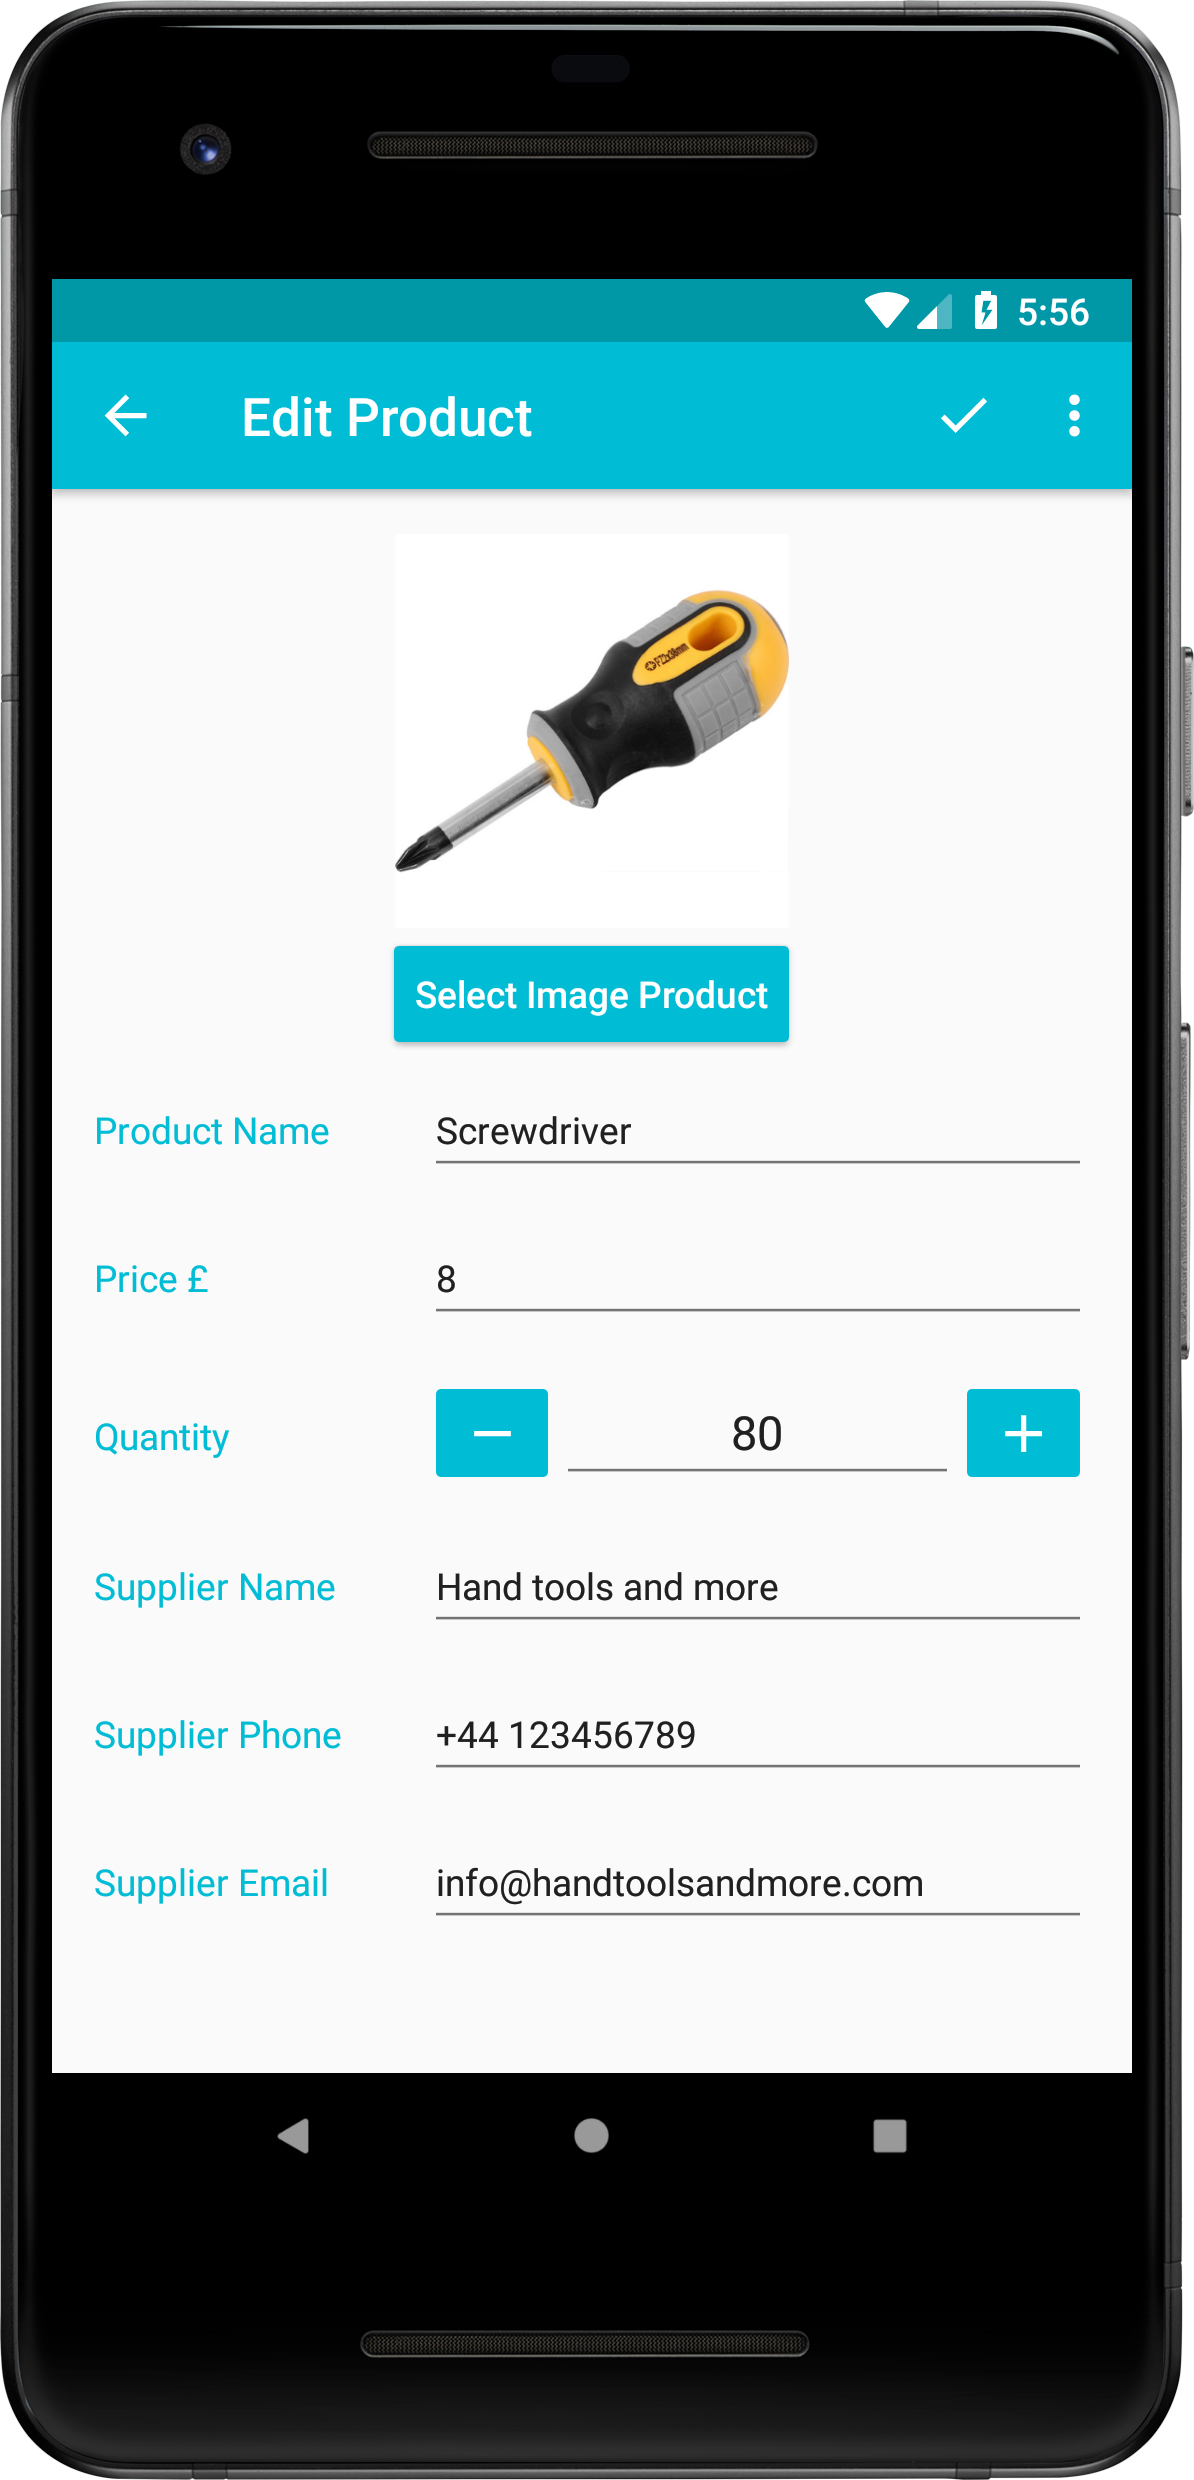 5:56
Edit Product
PZ2x38mm
Select Image Product
Product Name
Screwdriver
Price £
8
Quantity
80
Supplier Name
Hand tools and more
Supplier Phone
+44 123456789
Supplier Email
info@handtoolsandmore.com